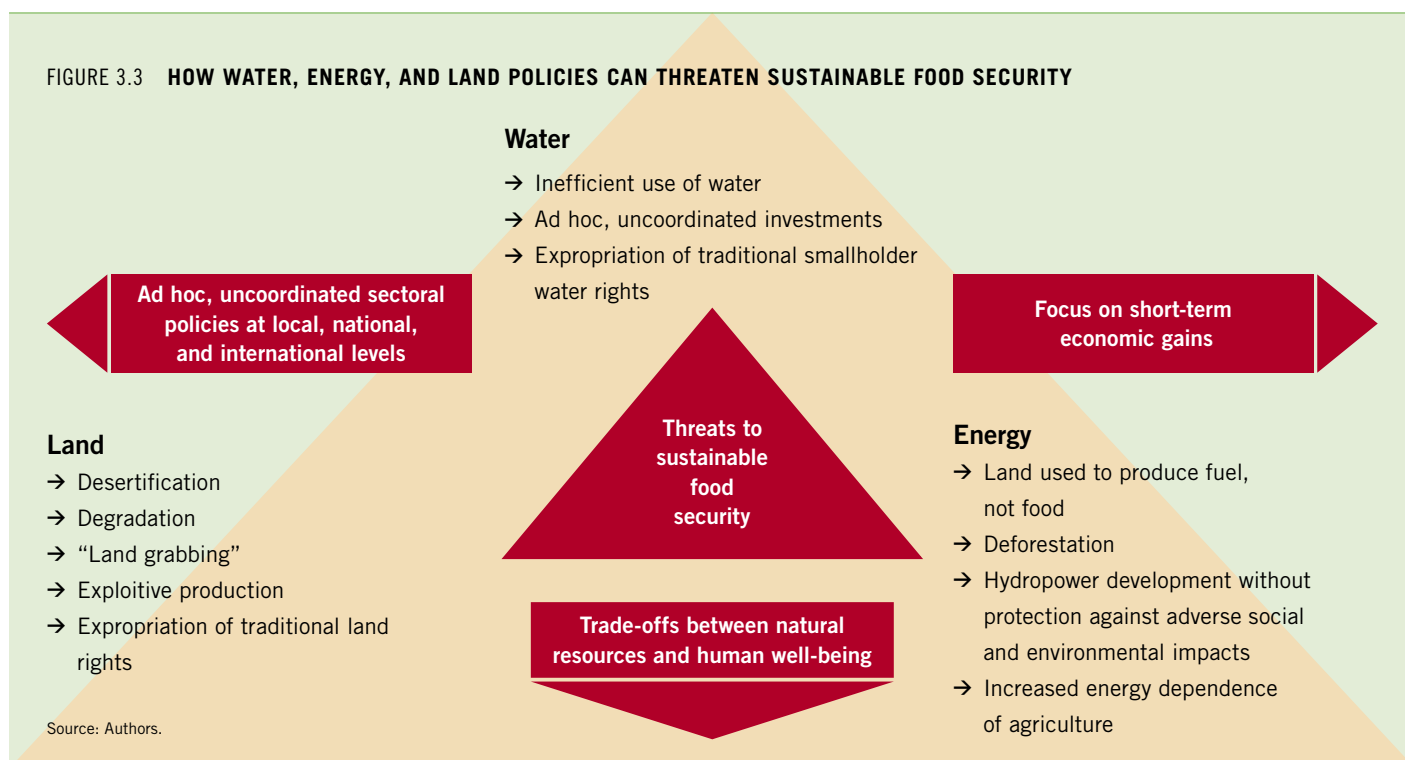 FIGURE 3.3 HOW WATER, ENERGY, AND LAND POLICIES CAN THREATEN SUSTAINABLE FOOD SECURITY
Water
→ Inefficient use of water
→ Ad hoc, uncoordinated investments
→ Expropriation of traditional smallholder
water rights
Ad hoc, uncoordinated sectoral
policies at local, national,
and international levels
Focus on short-term
economic gains
Threats to
sustainable
food
security
Land
→ Desertification
→ Degradation
→ “Land grabbing”
→ Exploitive production
→ Expropriation of traditional land
rights
Energy
→ Land used to produce fuel,
not food
→ Deforestation
→ Hydropower development without
protection against adverse social
and environmental impacts
→ Increased energy dependence
of agriculture
Trade-offs between natural
resources and human well-being
Source: Authors.